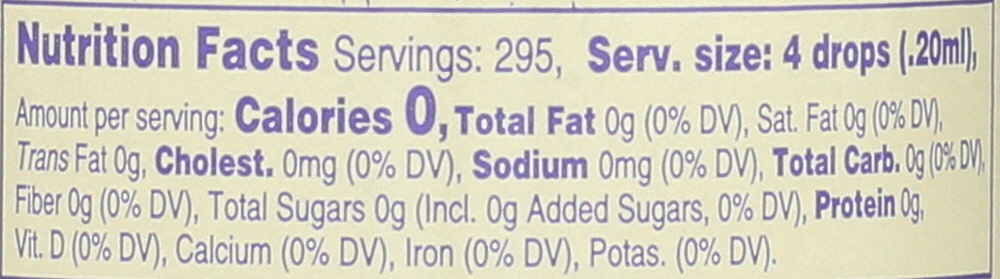 Nutrition Facts Servings: 295, Serv. size: 4 drops (.20ml),
Amount per serving: Calories 0, Total Fat 0g (0% DV), Sat. Fat 0g (0% DV),
Trans Fat 0g, Cholest. 0mg (0% DV), Sodium 0mg (0% DV), Total Carb. 0g (0% DV),
Fiber 0g (0% DV), Total Sugars 0g (Incl. 0g Added Sugars, 0% DV), Protein 0g,
Vit. D (0% DV), Calcium (0% DV), Iron (0% DV), Potas. (0% DV).